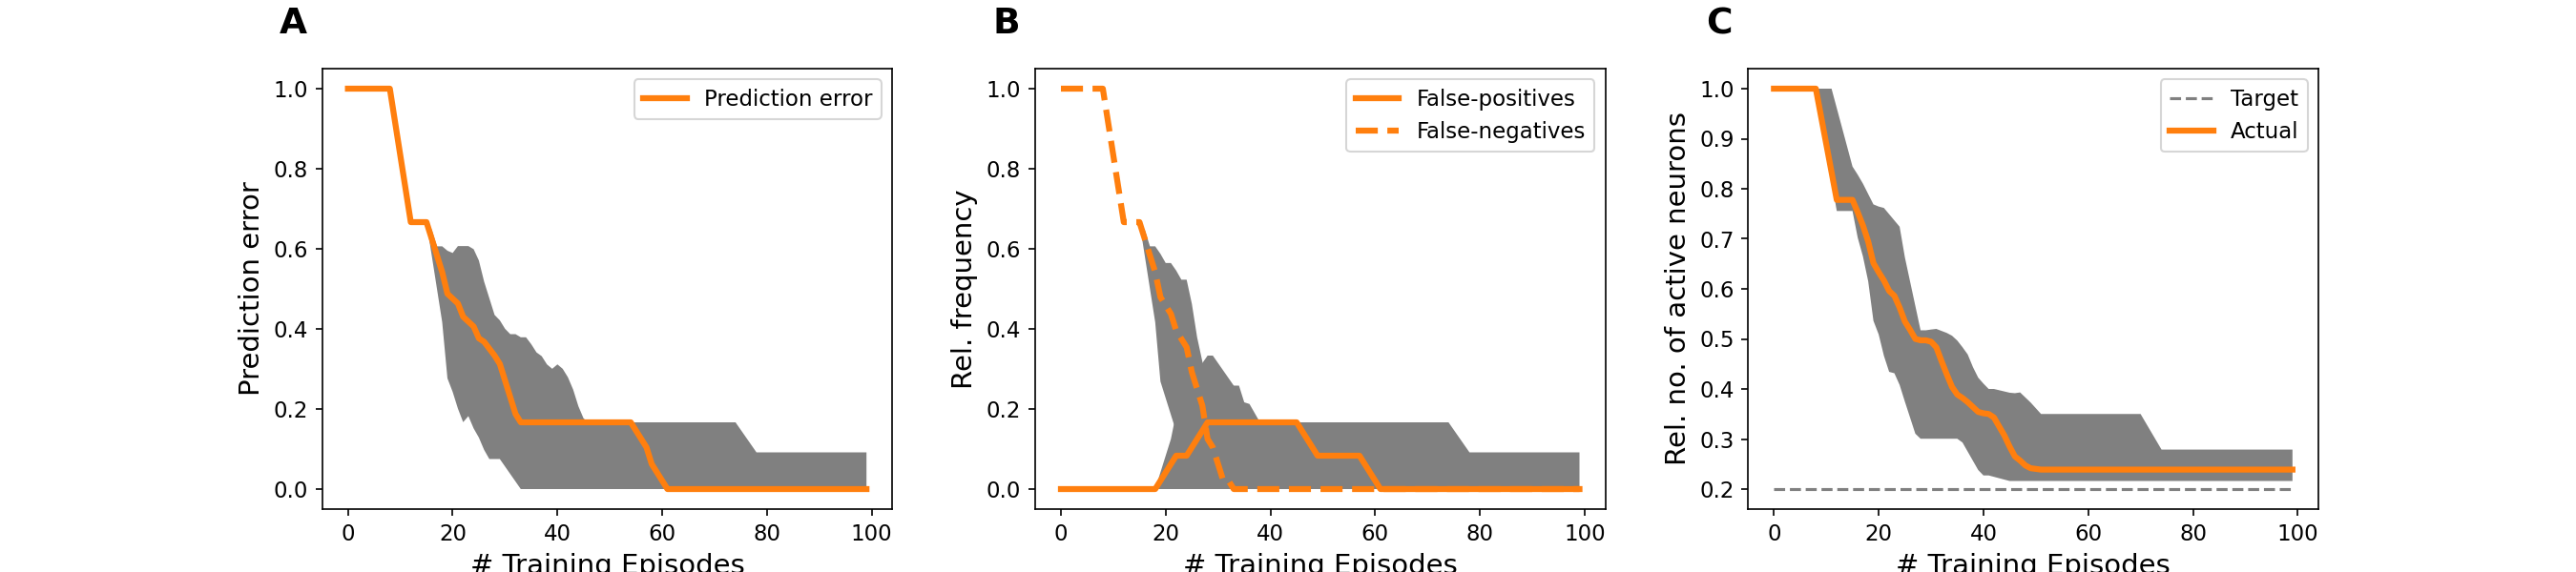 A
Prediction error
1.0
0.8
0.6
0.4
0.2
0.0
Prediction error
0 20 40 60 80 100
# Training Episodes
B
False-positives
False-negatives
1.0
0.8
0.6
0.4
0.2
0.0
Rel. frequency
0 20 40 60 80 100
# Training Episodes
C
Target
Actual
1.0
0.9
0.8
0.7
0.6
0.5
0.4
0.3
0.2
Rel. no. of active neurons
0 20 40 60 80 100
# Training Episodes